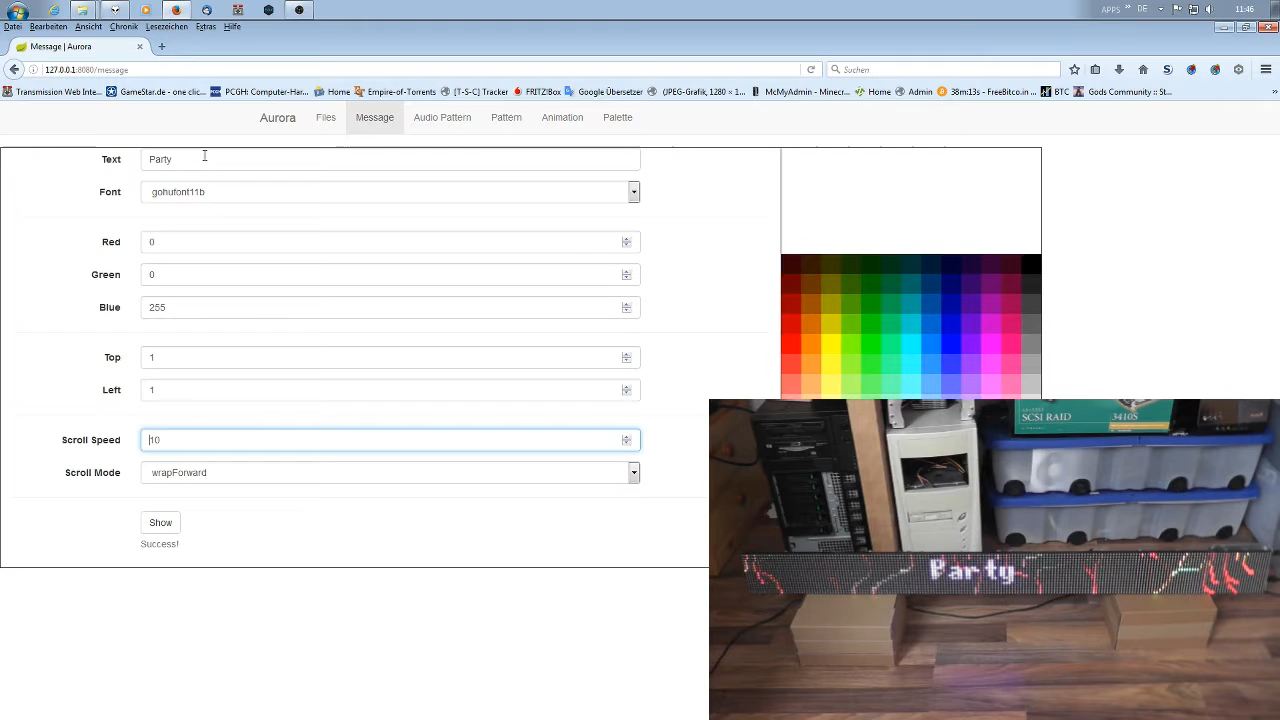 APPS » DE 11:46
Datei Bearbeiten Ansicht Chronik Lesezeichen Extras Hilfe
Message | Aurora
127.0.0.1:8080/message
Suchen
Transmission Web Inte...
GameStar.de - one clic...
PCGH: Computer-Har...
Home
Empire-of-Torrents
[T-S-C] Tracker
FRITZ!Box
Google Übersetzer
(JPEG-Grafik, 1280 × 1...
McMyAdmin - Minecr...
Home
Admin
38m:13s - FreeBitco.in
BTC
Gods Community ::: St...
Aurora Files Message Audio Pattern Pattern Animation Palette
Text Party
Font gohufont11b
Red 0
Green 0
Blue 255
Top 1
Left 1
Scroll Speed 10
Scroll Mode wrapForward
Show
Success!
SCSI RAID 3410S
Party